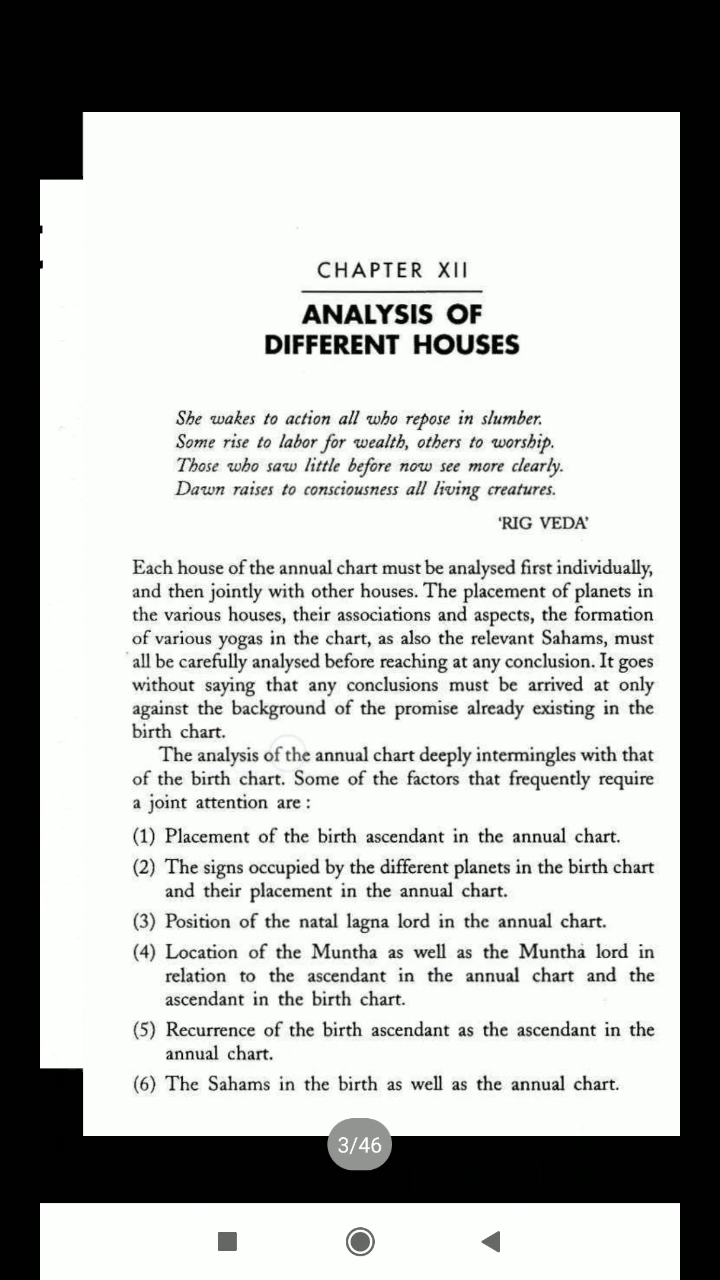 CHAPTER XII
ANALYSIS OF
DIFFERENT HOUSES
She wakes to action all who repose in slumber.
Some rise to labor for wealth, others to worship.
Those who saw little before now see more clearly.
Dawn raises to consciousness all living creatures.
'RIG VEDA'
Each house of the annual chart must be analysed first individually,
and then jointly with other houses. The placement of planets in
the various houses, their associations and aspects, the formation
of various yogas in the chart, as also the relevant Sahams, must
all be carefully analysed before reaching at any conclusion. It goes
without saying that any conclusions must be arrived at only
against the background of the promise already existing in the
birth chart.
The analysis of the annual chart deeply intermingles with that
of the birth chart. Some of the factors that frequently require
a joint attention are :
(1) Placement of the birth ascendant in the annual chart.
(2) The signs occupied by the different planets in the birth chart
and their placement in the annual chart.
(3) Position of the natal lagna lord in the annual chart.
(4) Location of the Muntha as well as the Muntha lord in
relation to the ascendant in the annual chart and the
ascendant in the birth chart.
(5) Recurrence of the birth ascendant as the ascendant in the
annual chart.
(6) The Sahams in the birth as well as the annual chart.
3/46